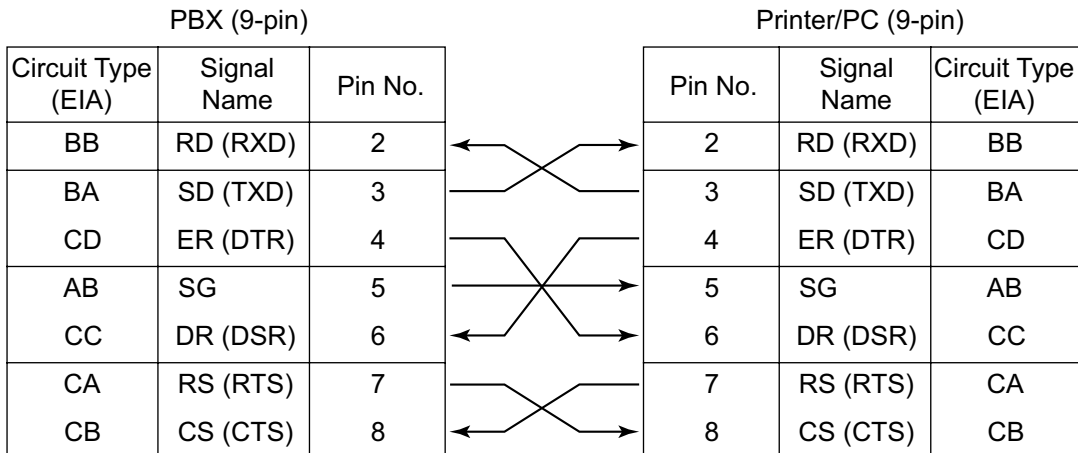 PBX (9-pin) Printer/PC (9-pin)
Circuit Type (EIA) Signal Name Pin No. Pin No. Signal Name Circuit Type (EIA)
BB RD (RXD) 2 2 RD (RXD) BB
BA SD (TXD) 3 3 SD (TXD) BA
CD ER (DTR) 4 4 ER (DTR) CD
AB SG 5 5 SG AB
CC DR (DSR) 6 6 DR (DSR) CC
CA RS (RTS) 7 7 RS (RTS) CA
CB CS (CTS) 8 8 CS (CTS) CB